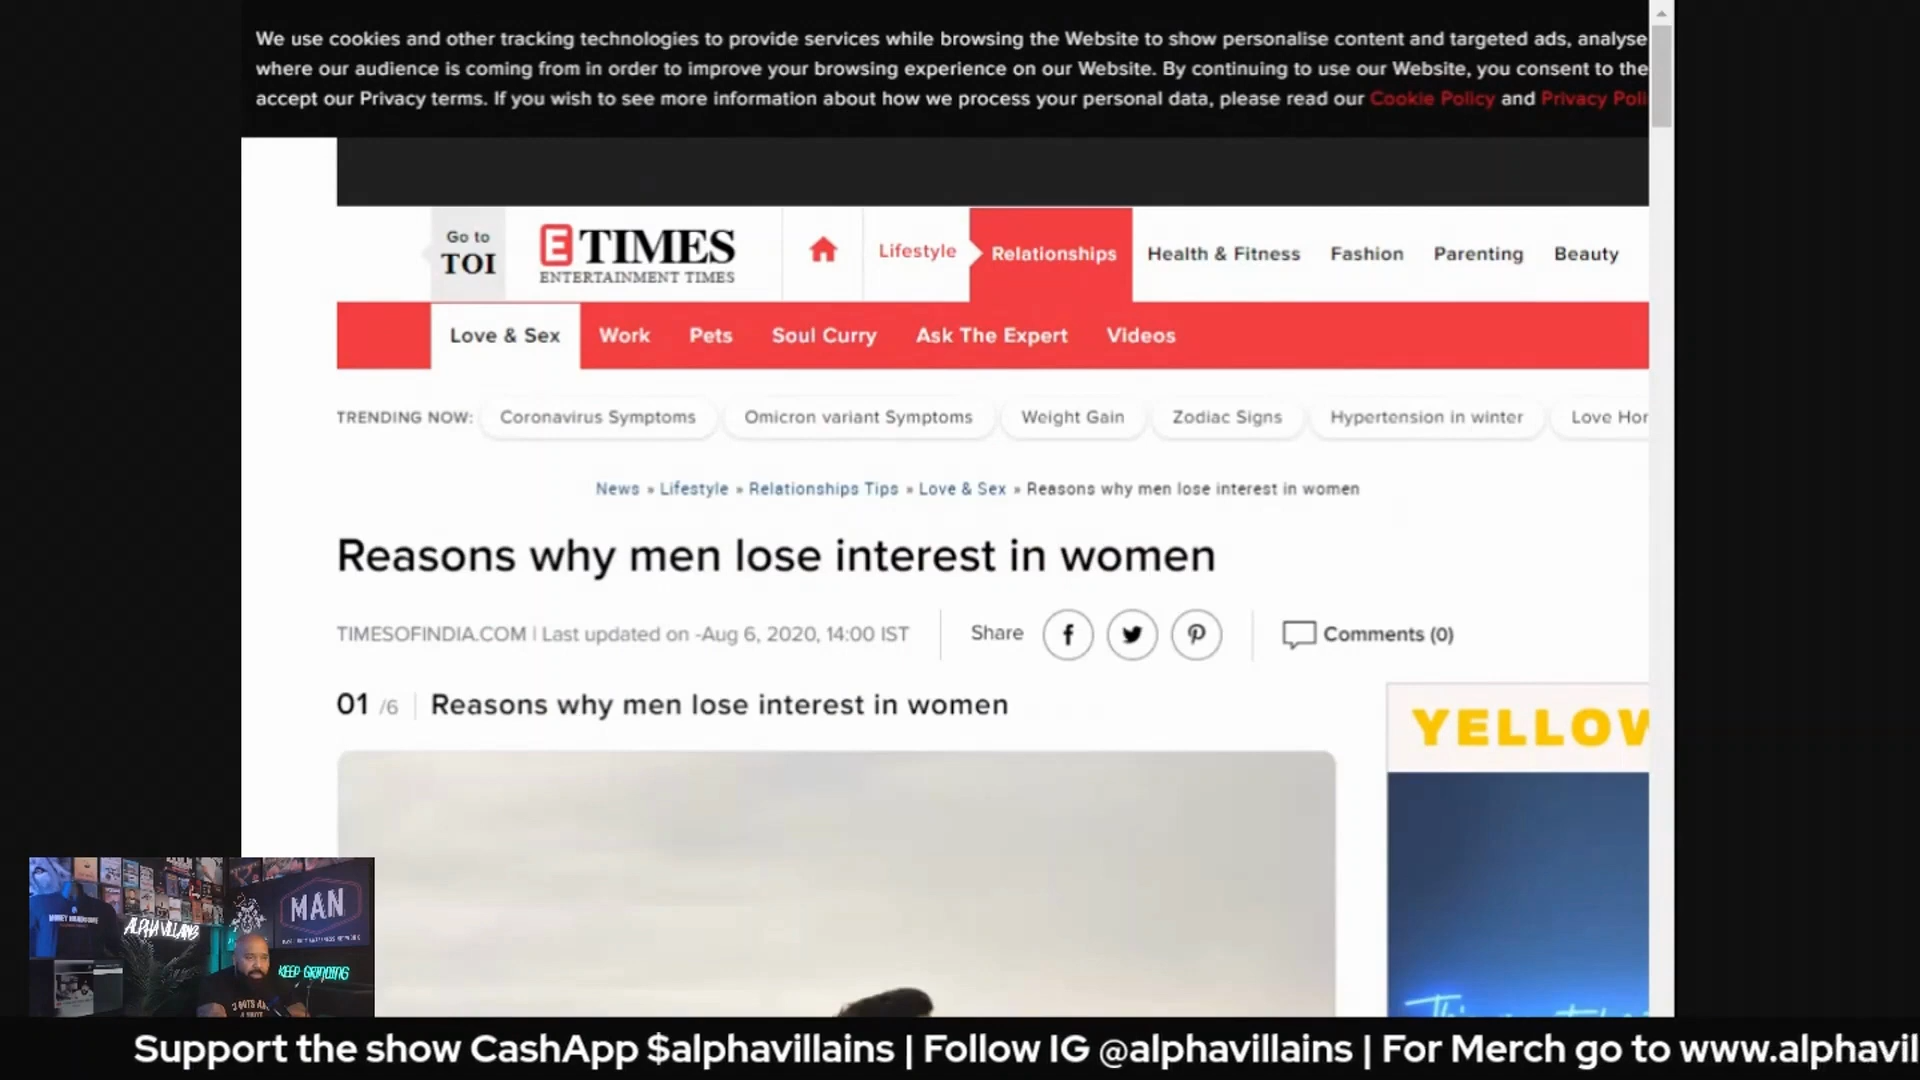 We use cookies and other tracking technologies to provide services while browsing the Website to show personalise content and targeted ads, analyse
where our audience is coming from in order to improve your browsing experience on our Website. By continuing to use our Website, you consent to the
accept our Privacy terms. If you wish to see more information about how we process your personal data, please read our Cookie Policy and Privacy Poli
Go to
TOI
E TIMES
ENTERTAINMENT TIMES
Lifestyle
Relationships
Health & Fitness
Fashion
Parenting
Beauty
Love & Sex
Work
Pets
Soul Curry
Ask The Expert
Videos
TRENDING NOW:
Coronavirus Symptoms
Omicron variant Symptoms
Weight Gain
Zodiac Signs
Hypertension in winter
Love Hor
News » Lifestyle » Relationships Tips » Love & Sex » Reasons why men lose interest in women
Reasons why men lose interest in women
TIMESOFINDIA.COM | Last updated on -Aug 6, 2020, 14:00 IST
Share
Comments (0)
01 /6 Reasons why men lose interest in women
YELLOW
MAN
ALPHA VILLAINS
KEEP GRINDING
Support the show CashApp $alphavillains | Follow IG @alphavillains | For Merch go to www.alphavil